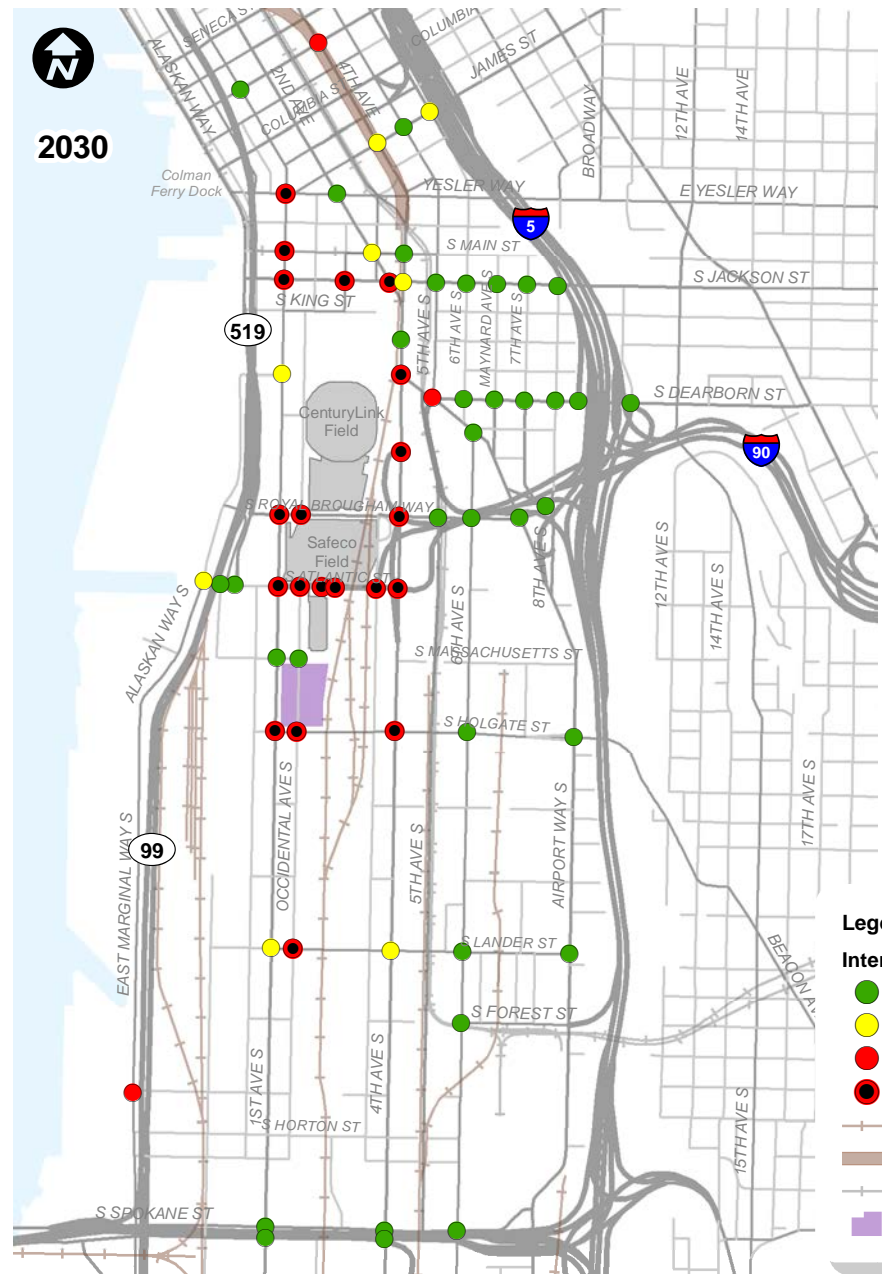 N
2030
SENECA ST
COLUMBIA
ALASKAN WAY
2ND AVE
4TH AVE
JAMES ST
COLUMBIA S
BROADWAY
12TH AVE
14TH AVE
Colman
Ferry Dock
YESLER WAY
E YESLER WAY
5
S MAIN ST
S JACKSON ST
S KING ST
519
5TH AVE S
6TH AVE S
MAYNARD AVE S
7TH AVE S
S DEARBORN ST
CenturyLink
Field
90
S ROYAL BROUGHAM WAY
Safeco
Field
S ATLANTIC ST
8TH AVE S
12TH AVE S
14TH AVE S
ALASKAN WAY S
6TH AVE S
S MASSACHUSETTS ST
S HOLGATE ST
17TH AVE S
99
OCCIDENTAL AVE S
5TH AVE S
AIRPORT WAY S
EAST MARGINAL WAY S
S LANDER ST
BEACON AV
Lege
Inter
S FOREST ST
1ST AVE S
4TH AVE S
S HORTON ST
15TH AVE S
S SPOKANE ST